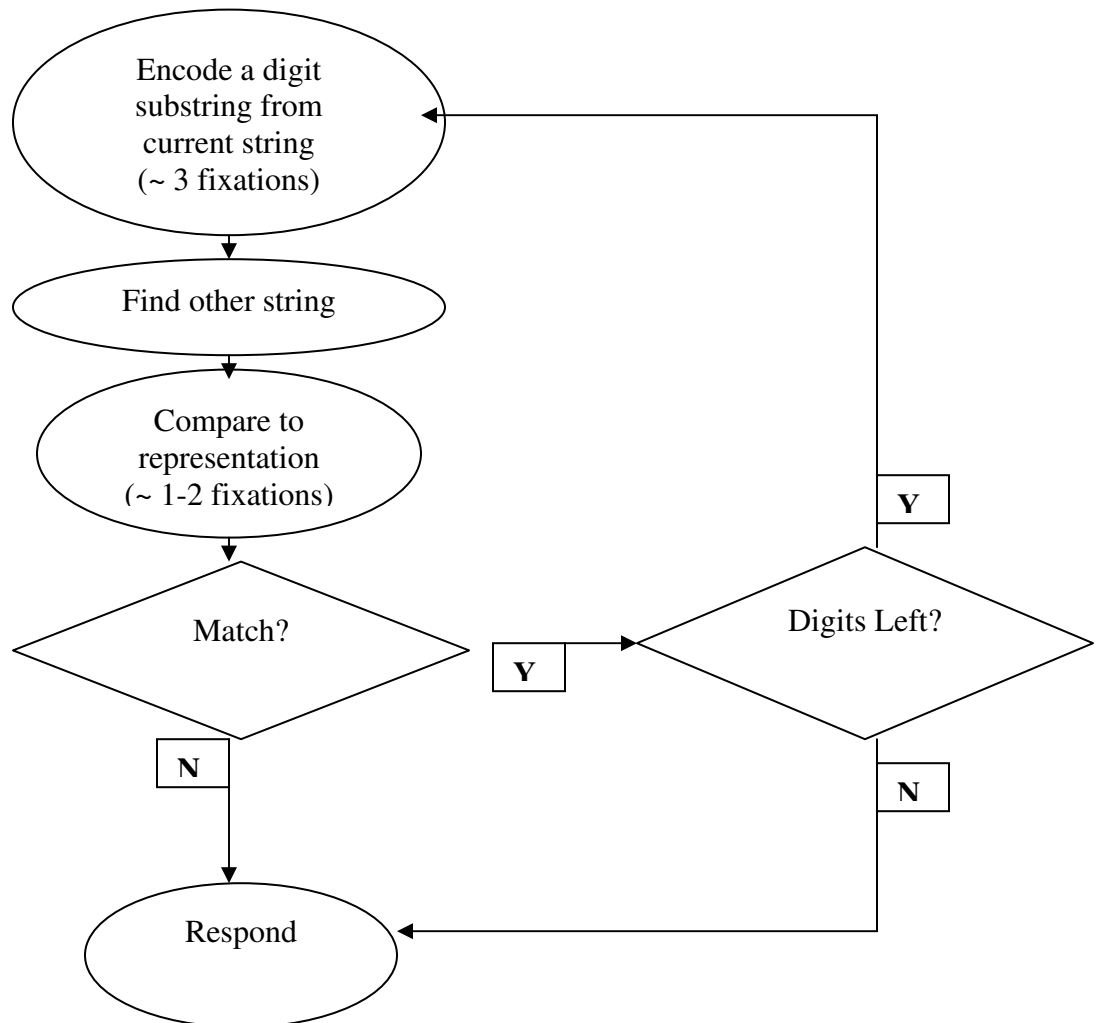 Encode a digit
substring from
current string
(~ 3 fixations)
Find other string
Compare to
representation
(~ 1-2 fixations)
Y
Match?
Digits Left?
Y
N
N
Respond